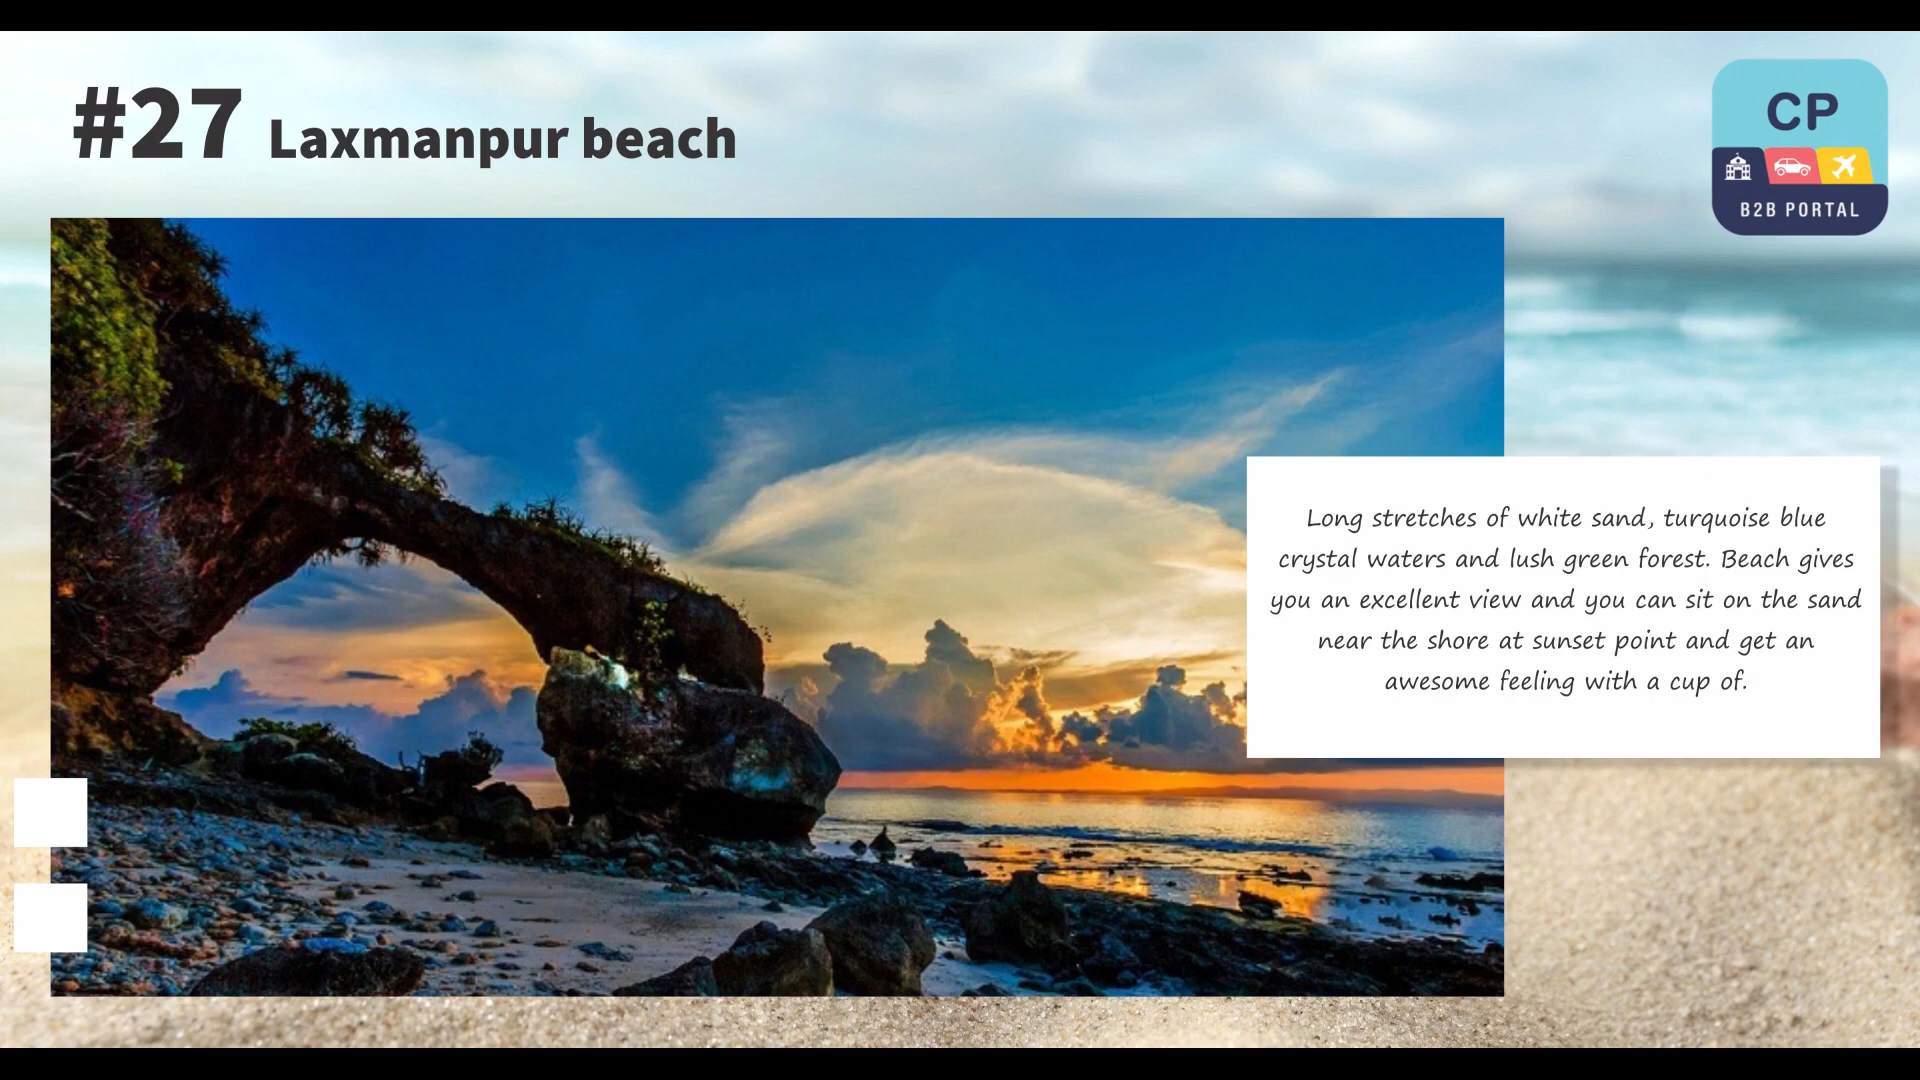 #27 Laxmanpur beach
CP
B2B PORTAL
Long stretches of white sand, turquoise blue
crystal waters and lush green forest. Beach gives
you an excellent view and you can sit on the sand
near the shore at sunset point and get an
awesome feeling with a cup of.